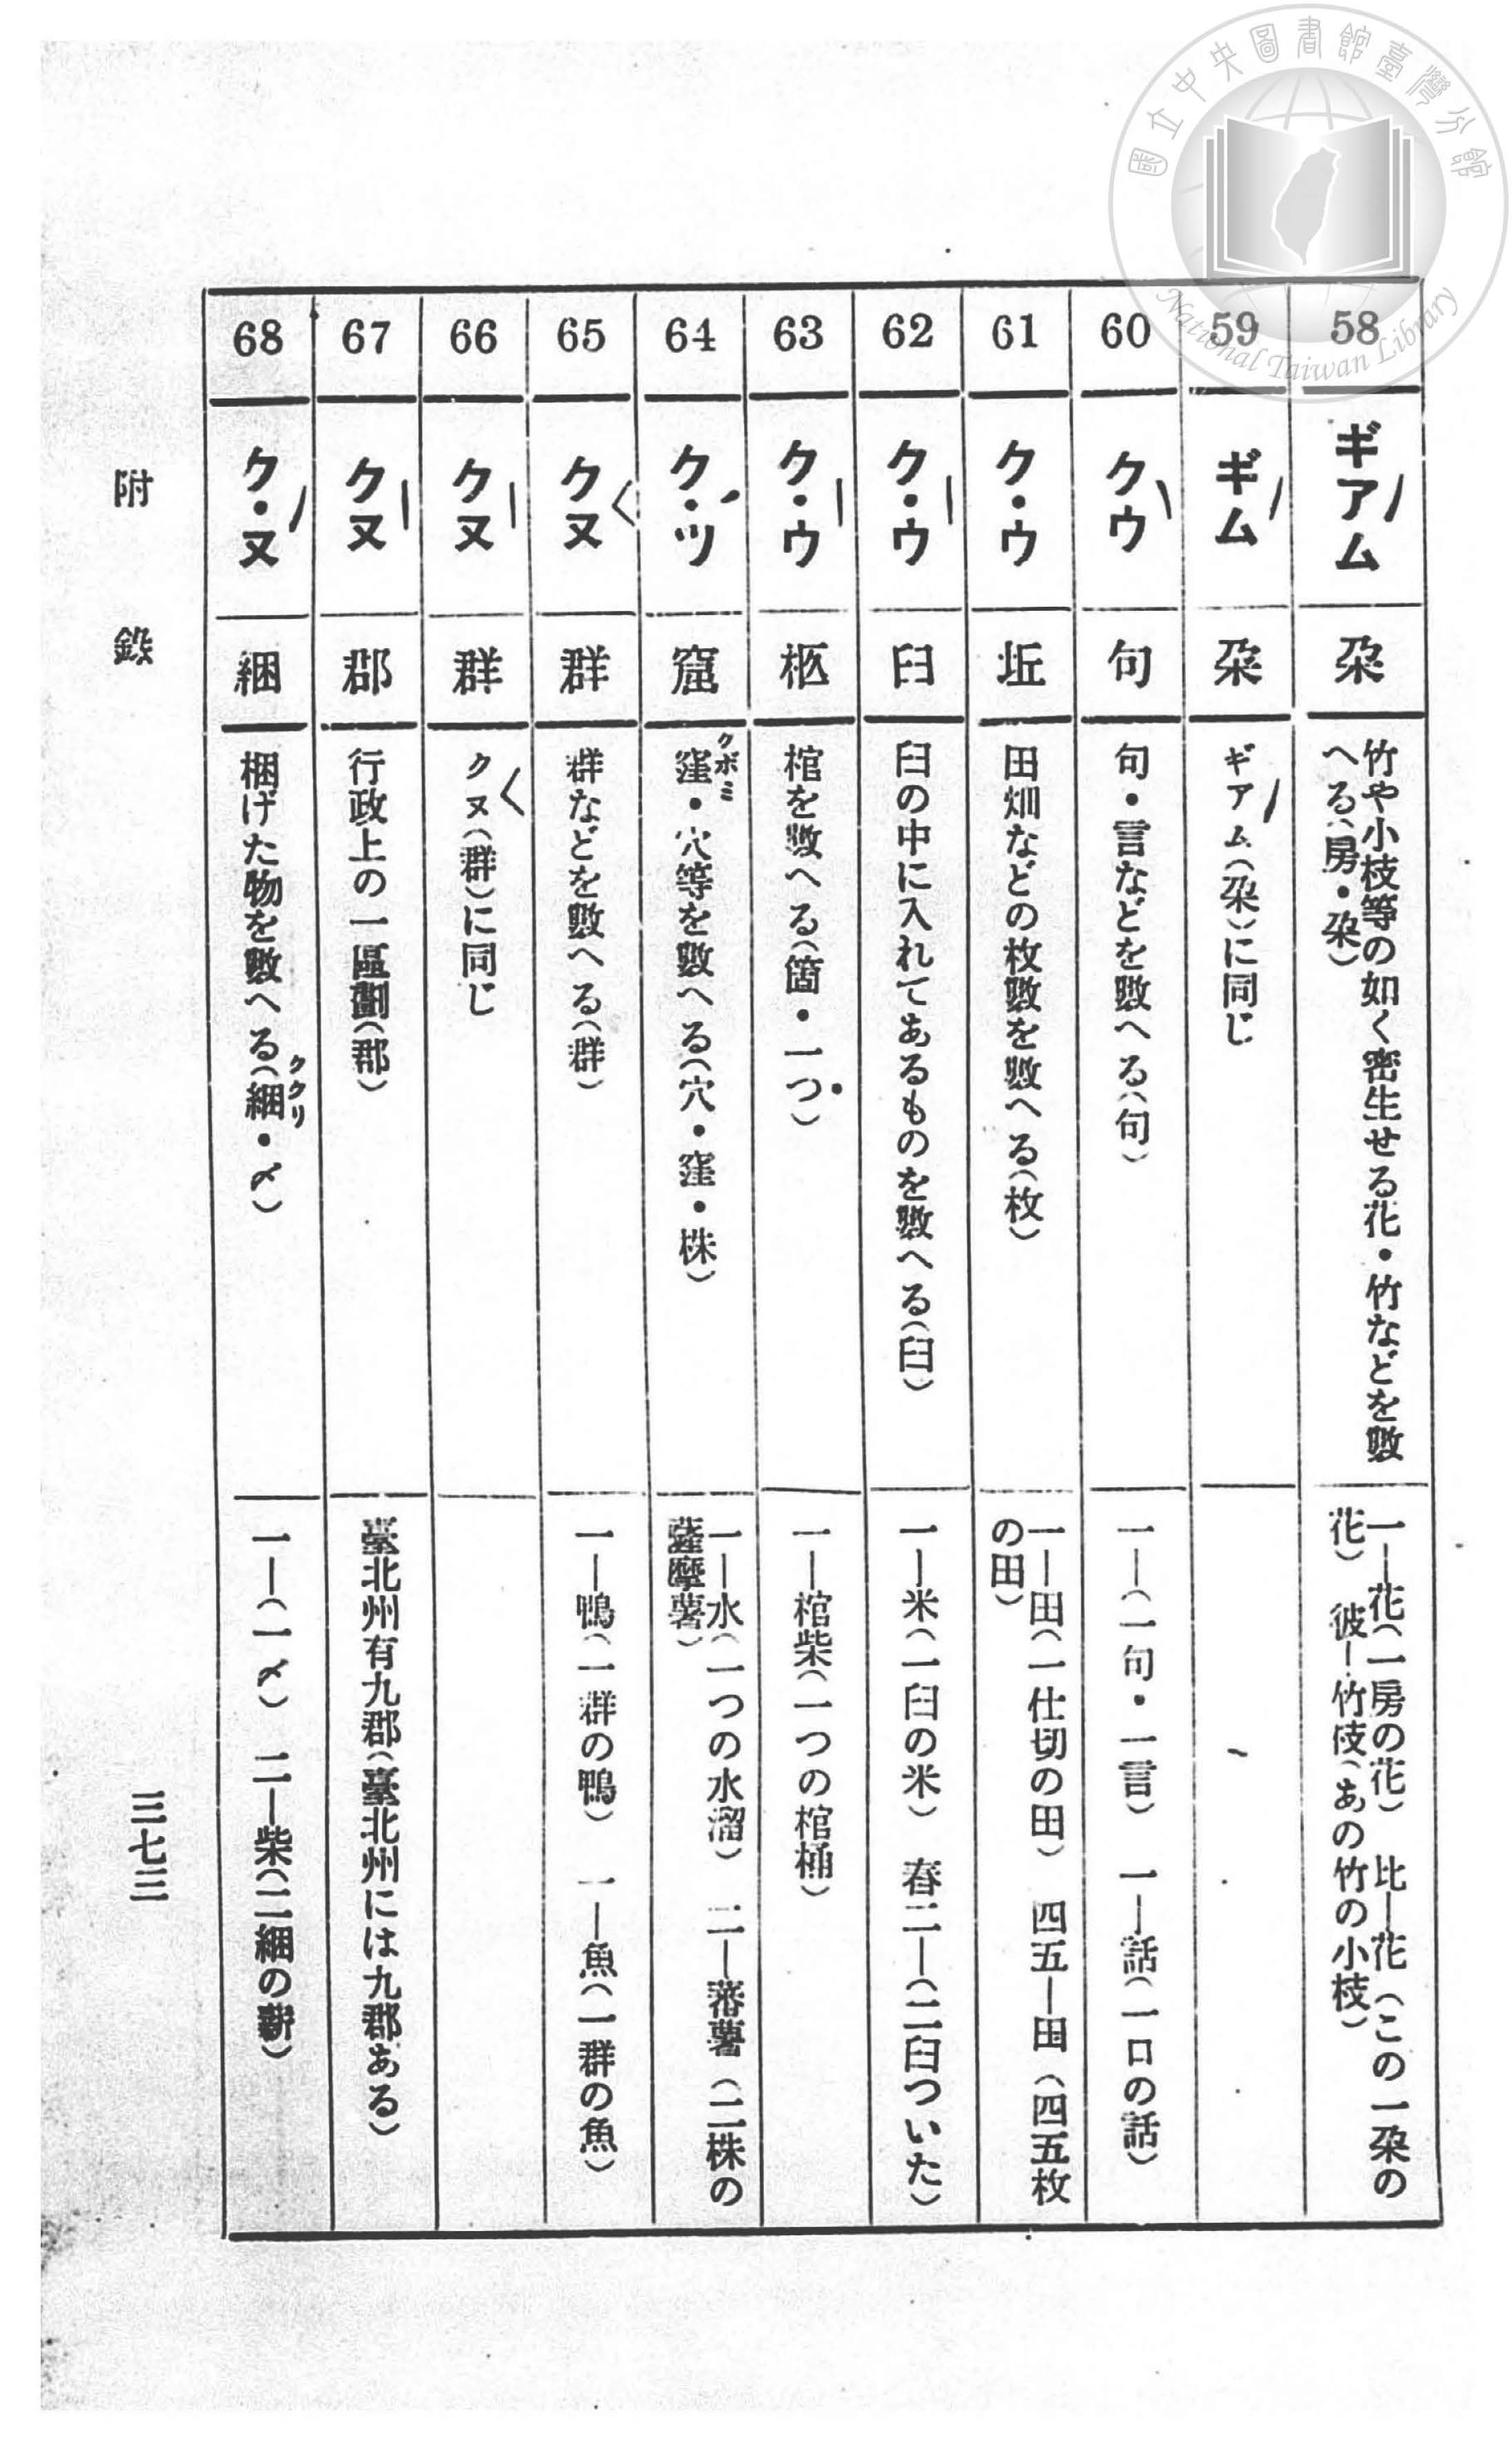 國立中央圖書館臺灣分館
National Taiwan Library
58
ギアム
朶
竹や小枝等の如く密生せる花・竹などを數
へる(房・朶)
一—花(一房の花) 比—花(この一朶の
花) 彼—竹枝(あの竹の小枝)
59
ギム
朶
ギアム(朶)に同じ
60
クウ
句
句・言などを數へる(句)
一—(一句・一言) 一—話(一口の話)
61
ク・ウ
坵
田畑などの枚數を數へる(枚)
一—田(一仕切の田) 四五—田(四五枚
の田)
62
ク・ウ
臼
臼の中に入れてあるものを數へる(臼)
一—米(一臼の米) 舂二—(二臼ついた)
63
ク・ウ
柩
棺を數へる(箇・一つ)
一—棺柴(一つの棺桶)
64
ク・ツ
窟
窪・穴等を數へる(穴・窪・株)
クボミ
一—水(一つの水溜) 二—蕃薯(二株の
薩摩薯)
65
クヌ
群
群などを數へる(群)
一—鴨(一群の鴨) 一—魚(一群の魚)
66
クヌ
群
クヌ(群)に同じ
67
クヌ
郡
行政上の一區劃(郡)
臺北州有九郡(臺北州には九郡ある)
68
ク・ヌ
綑
梱げた物を數へる(綑・〆)
ククリ
一—(一〆) 二—柴(二綑の薪)
附錄
三七三